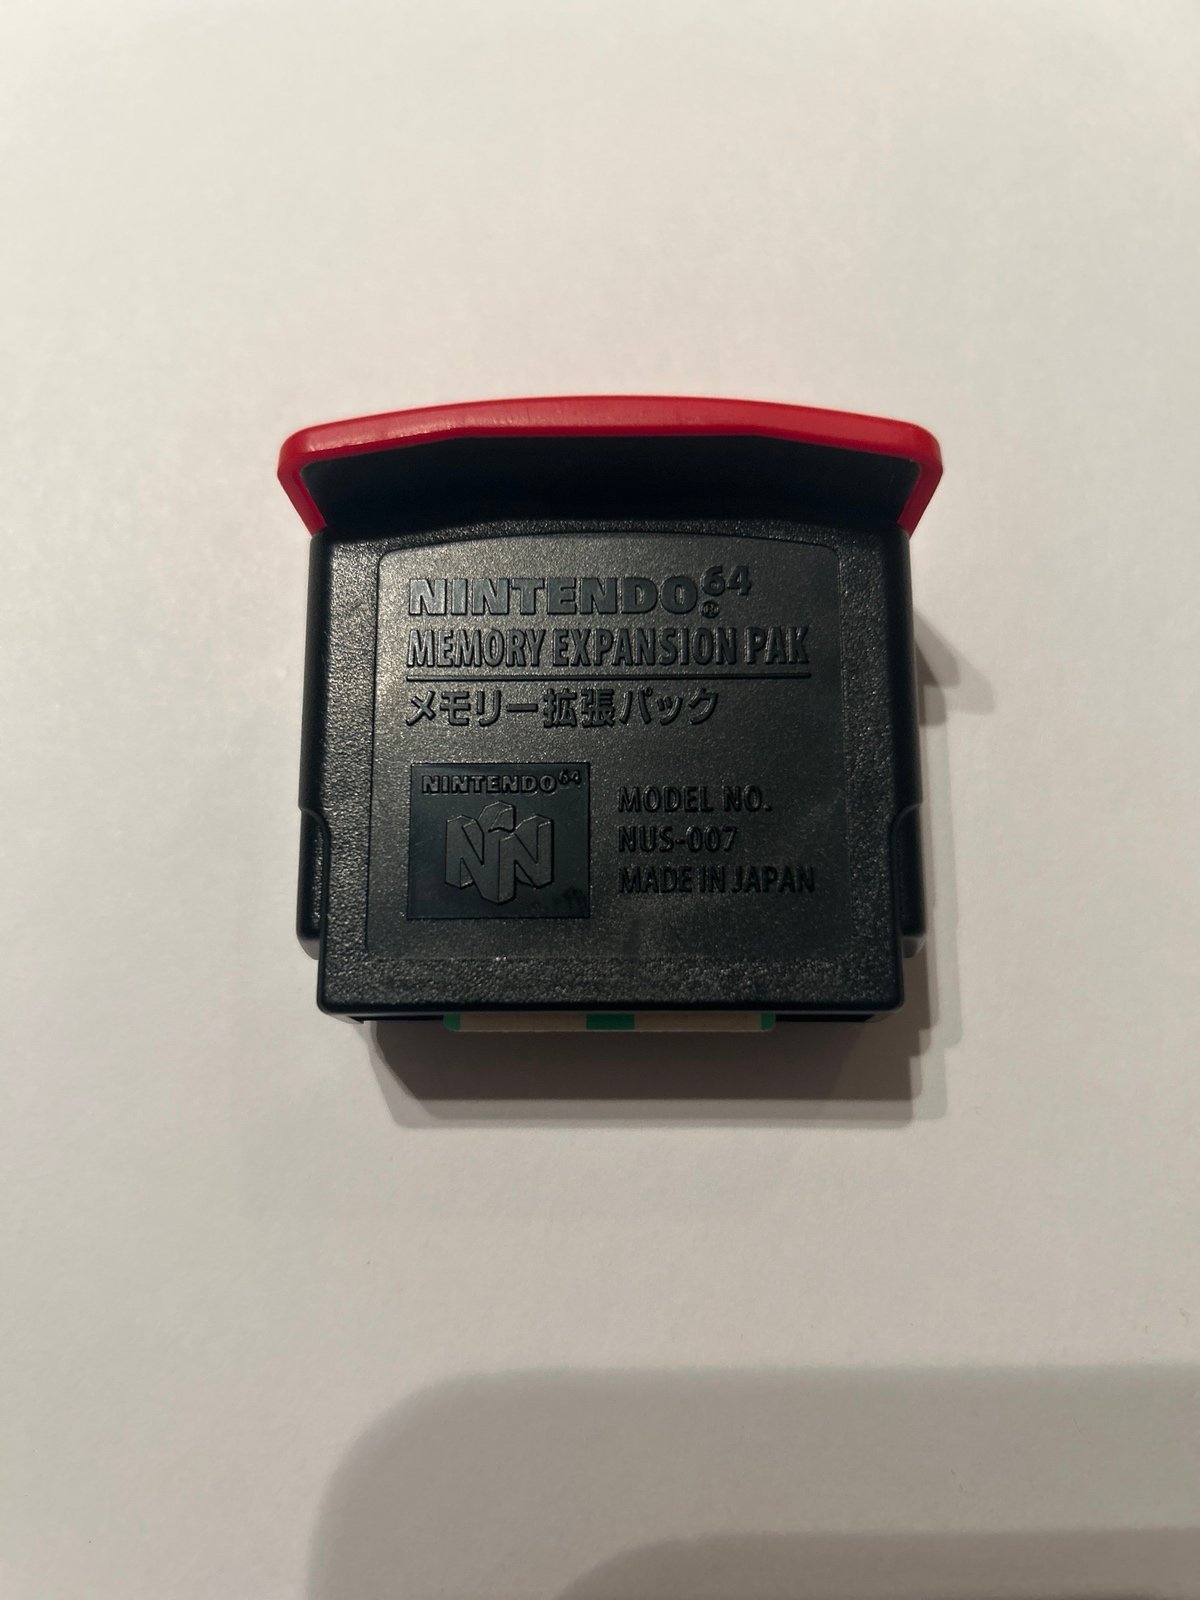 NINTENDO64®
MEMORY EXPANSION PAK
メモリー拡張パック
NINTENDO64
MODEL NO.
NUS-007
MADE IN JAPAN